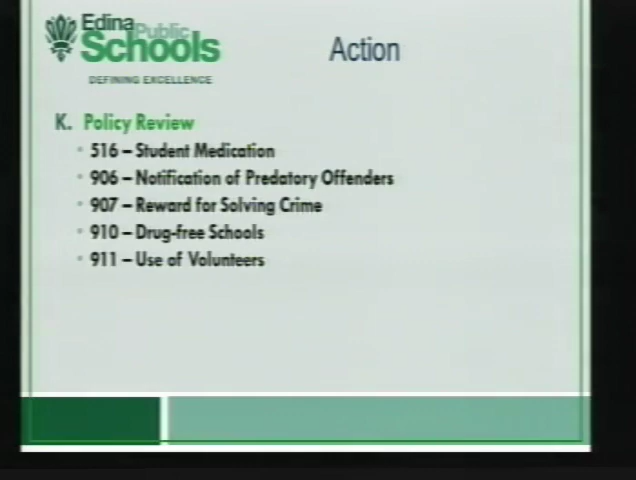 Edina
Public
Schools
DEFINING EXCELLENCE
Action
K. Policy Review
516 – Student Medication
906 – Notification of Predatory Offenders
907 – Reward for Solving Crime
910 – Drug-free Schools
911 – Use of Volunteers